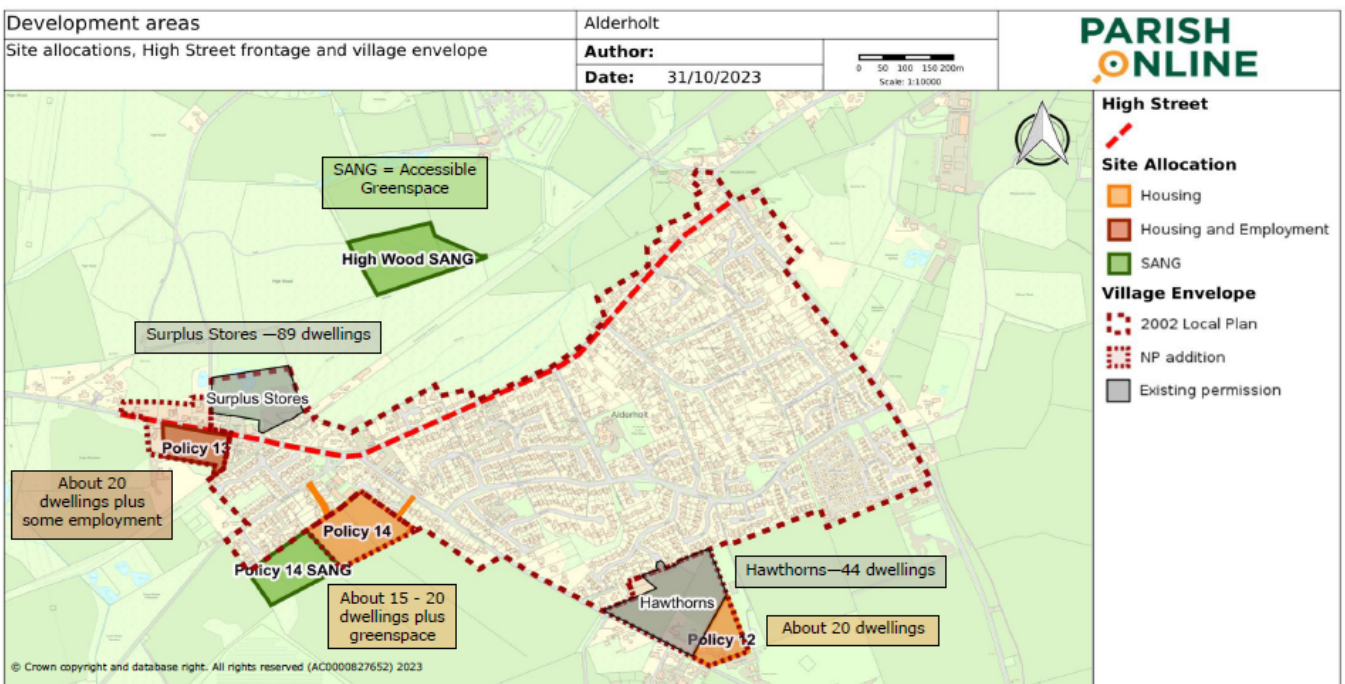 Development areas
Site allocations, High Street frontage and village envelope
Alderholt
Author:
Date: 31/10/2023
0 50 100 150 200m
Scale: 1:10000
PARISH
ONLINE
High Street
Site Allocation
Housing
Housing and Employment
SANG
Village Envelope
2002 Local Plan
NP addition
Existing permission
SANG = Accessible
Greenspace
High Wood SANG
Surplus Stores —89 dwellings
Surplus Stores
Policy 13
About 20
dwellings plus
some employment
Alderholt
Policy 14
Policy 14 SANG
About 15 - 20
dwellings plus
greenspace
Hawthorns—44 dwellings
Hawthorns
Policy 12
About 20 dwellings
© Crown copyright and database right. All rights reserved (AC0000827652) 2023